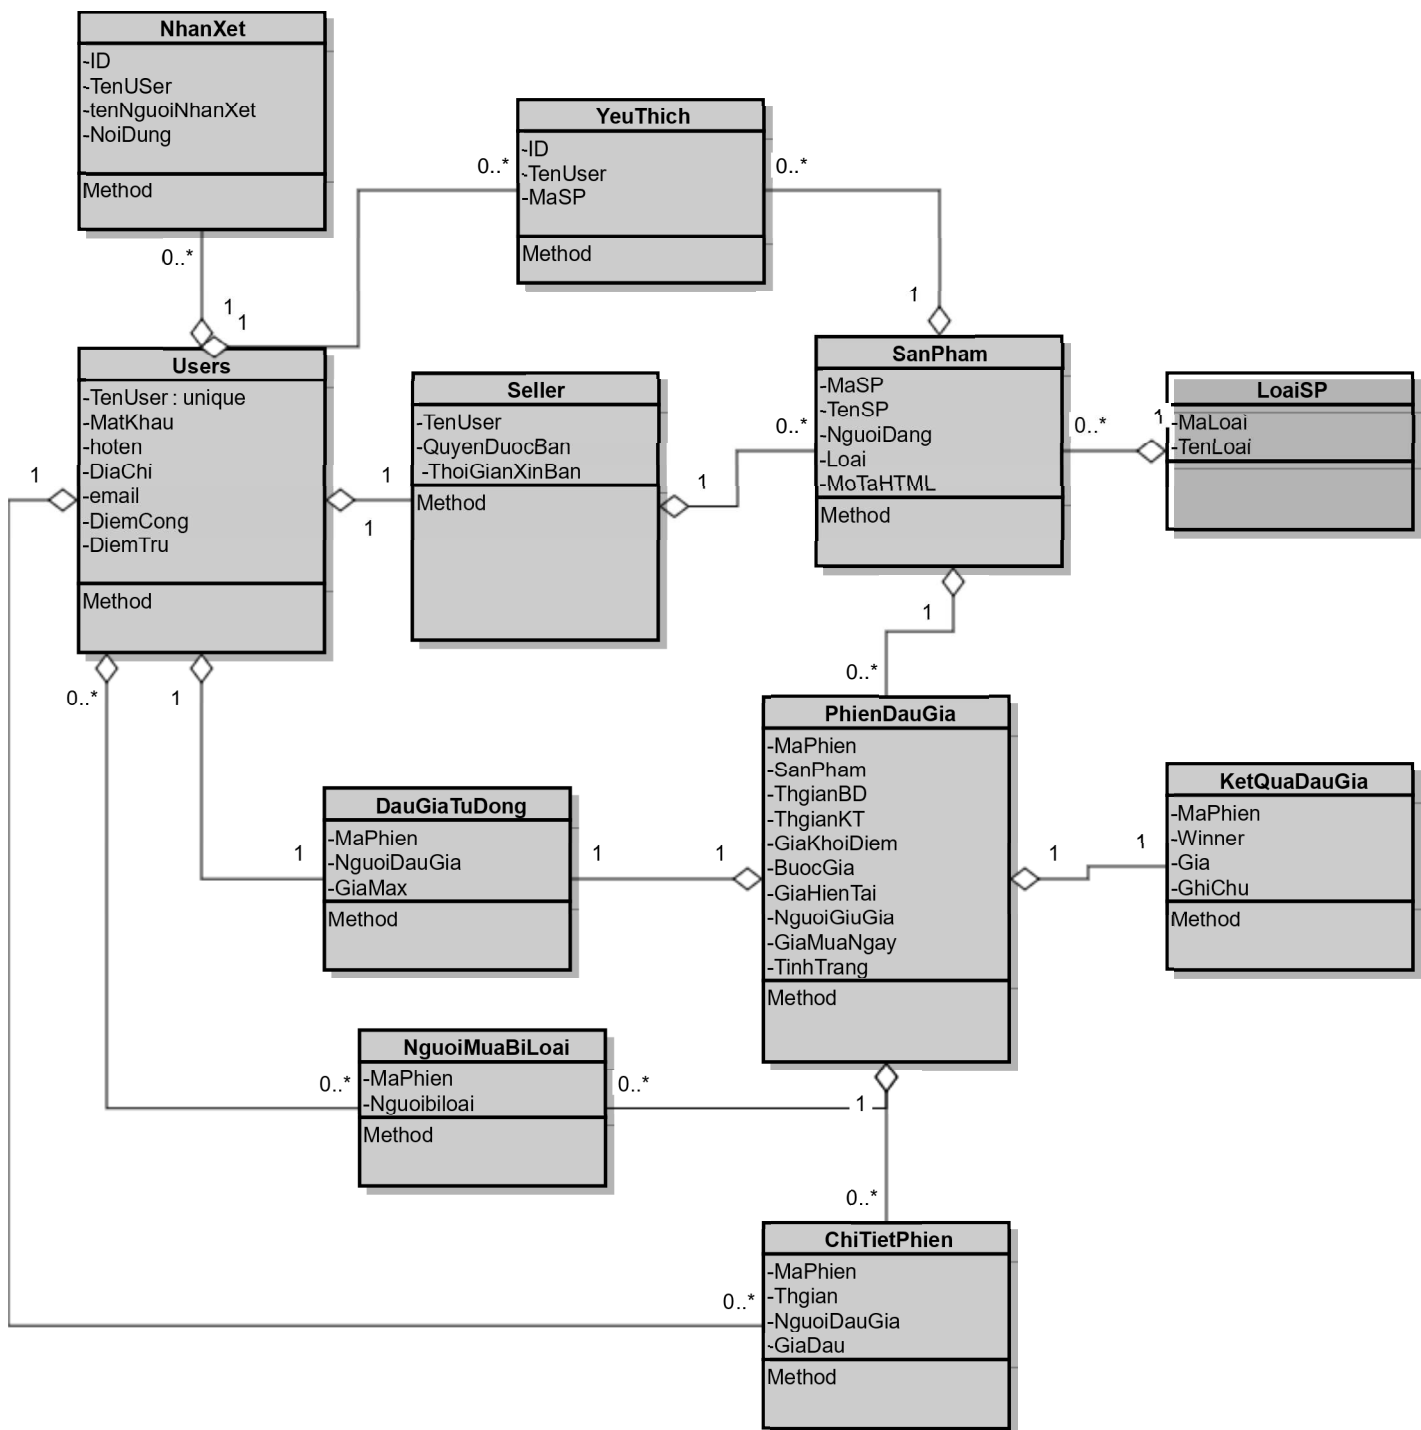 NhanXet
-ID
-TenUSer
-tenNguoiNhanXet
-NoiDung
Method
0..*
1
1
YeuThich
-ID
-TenUser
-MaSP
Method
0..*
0..*
1
Users
-TenUser : unique
-MatKhau
-hoten
-DiaChi
-email
-DiemCong
-DiemTru
Method
1
1
1
0..*
1
Seller
-TenUser
-QuyenDuocBan
-ThoiGianXinBan
Method
1
0..*
SanPham
-MaSP
-TenSP
-NguoiDang
-Loai
-MoTaHTML
Method
0..*
1
LoaiSP
-MaLoai
-TenLoai
1
0..*
PhienDauGia
-MaPhien
-SanPham
-ThgianBD
-ThgianKT
-GiaKhoiDiem
-BuocGia
-GiaHienTai
-NguoiGiuGia
-GiaMuaNgay
-TinhTrang
Method
DauGiaTuDong
-MaPhien
-NguoiDauGia
-GiaMax
Method
1
1
1
1
1
KetQuaDauGia
-MaPhien
-Winner
-Gia
-GhiChu
Method
NguoiMuaBiLoai
-MaPhien
-Nguoibiloai
Method
0..*
0..*
1
0..*
0..*
ChiTietPhien
-MaPhien
-Thgian
-NguoiDauGia
-GiaDau
Method